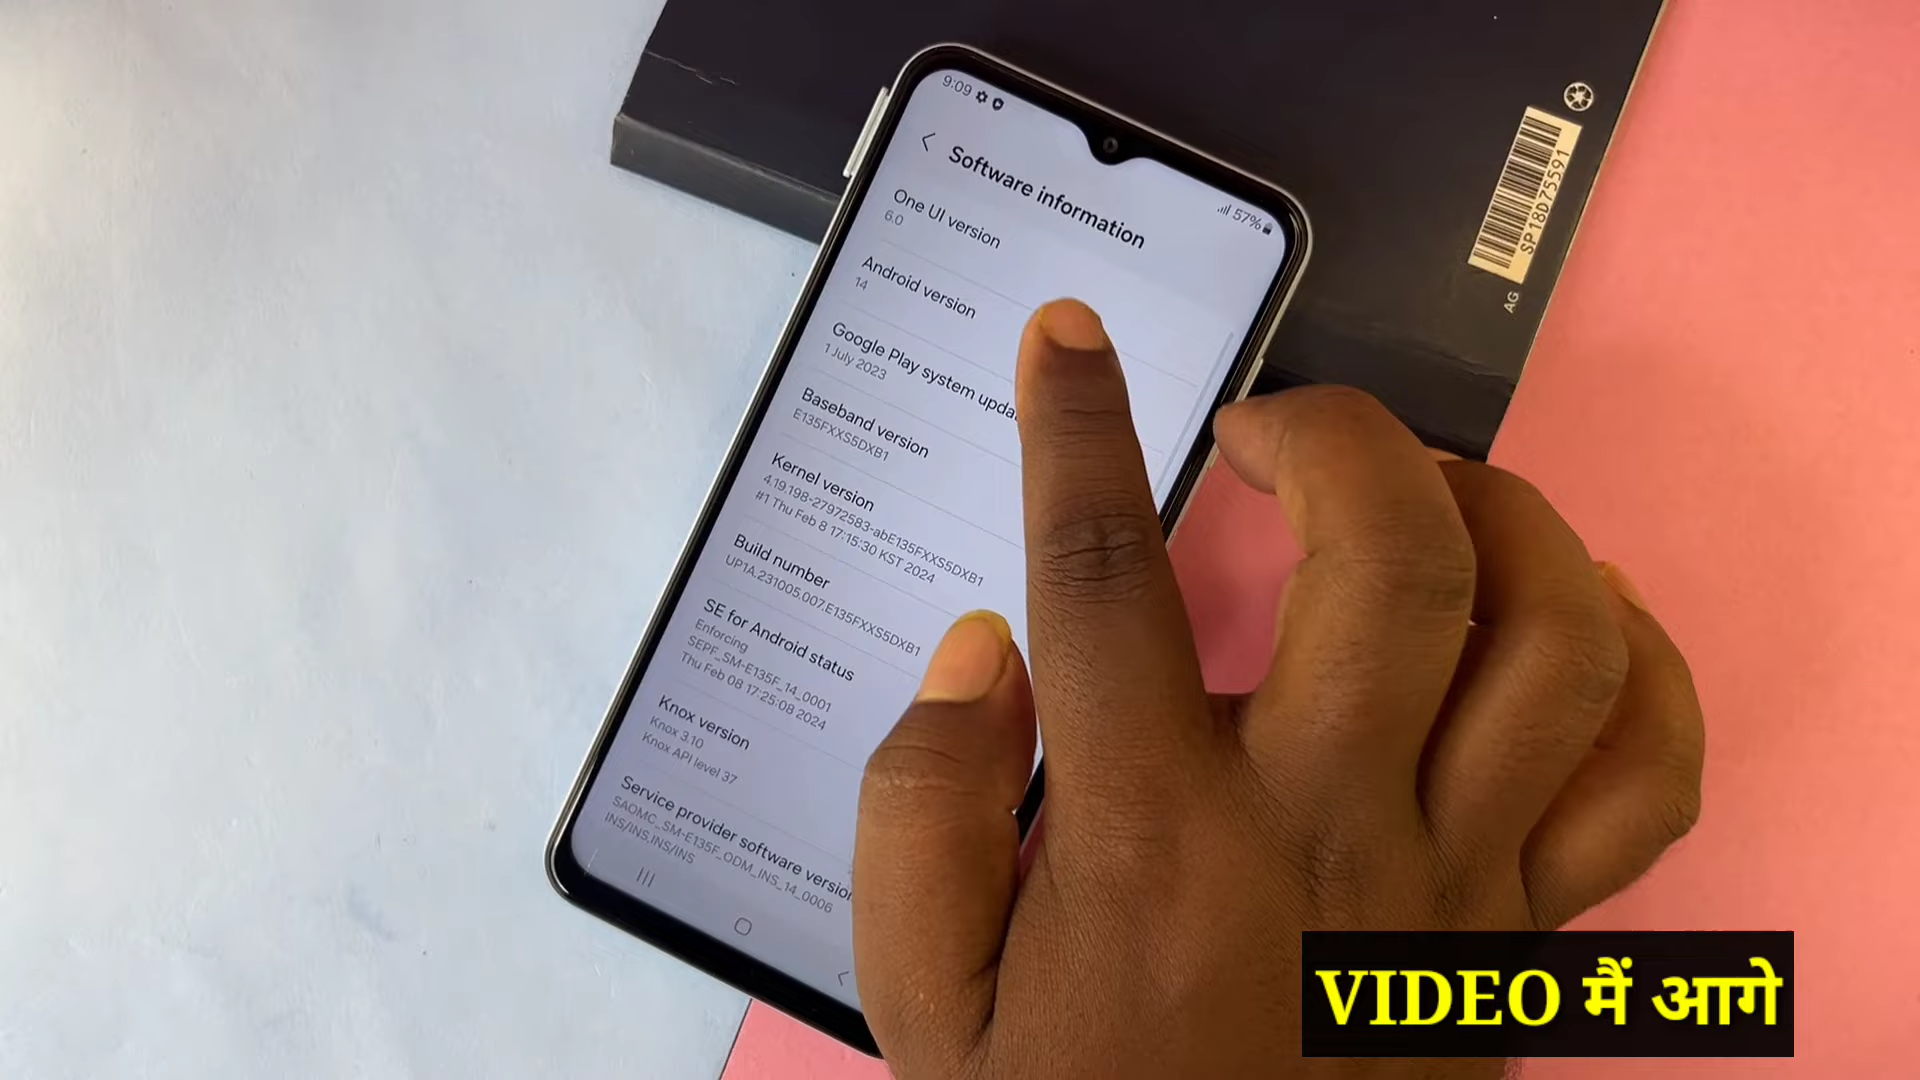 9:09
57%
Software information
One UI version
6.0
Android version
14
Google Play system upda
1 July 2023
Baseband version
E135FXXS5DXB1
Kernel version
4.19.198-27972583-abE135FXXS5DXB1
#1 Thu Feb 8 17:15:30 KST 2024
Build number
UP1A.231005.007.E135FXXS5DXB1
SE for Android status
Enforcing
SEPF_SM-E135F_14_0001
Thu Feb 08 17:25:08 2024
Knox version
Knox 3.10
Knox API level 37
Service provider software version
SAOMC_SM-E135F_ODM_INS_14_0006
INS/INS,INS/INS
SP18D75591
AG
VIDEO मैं आगे